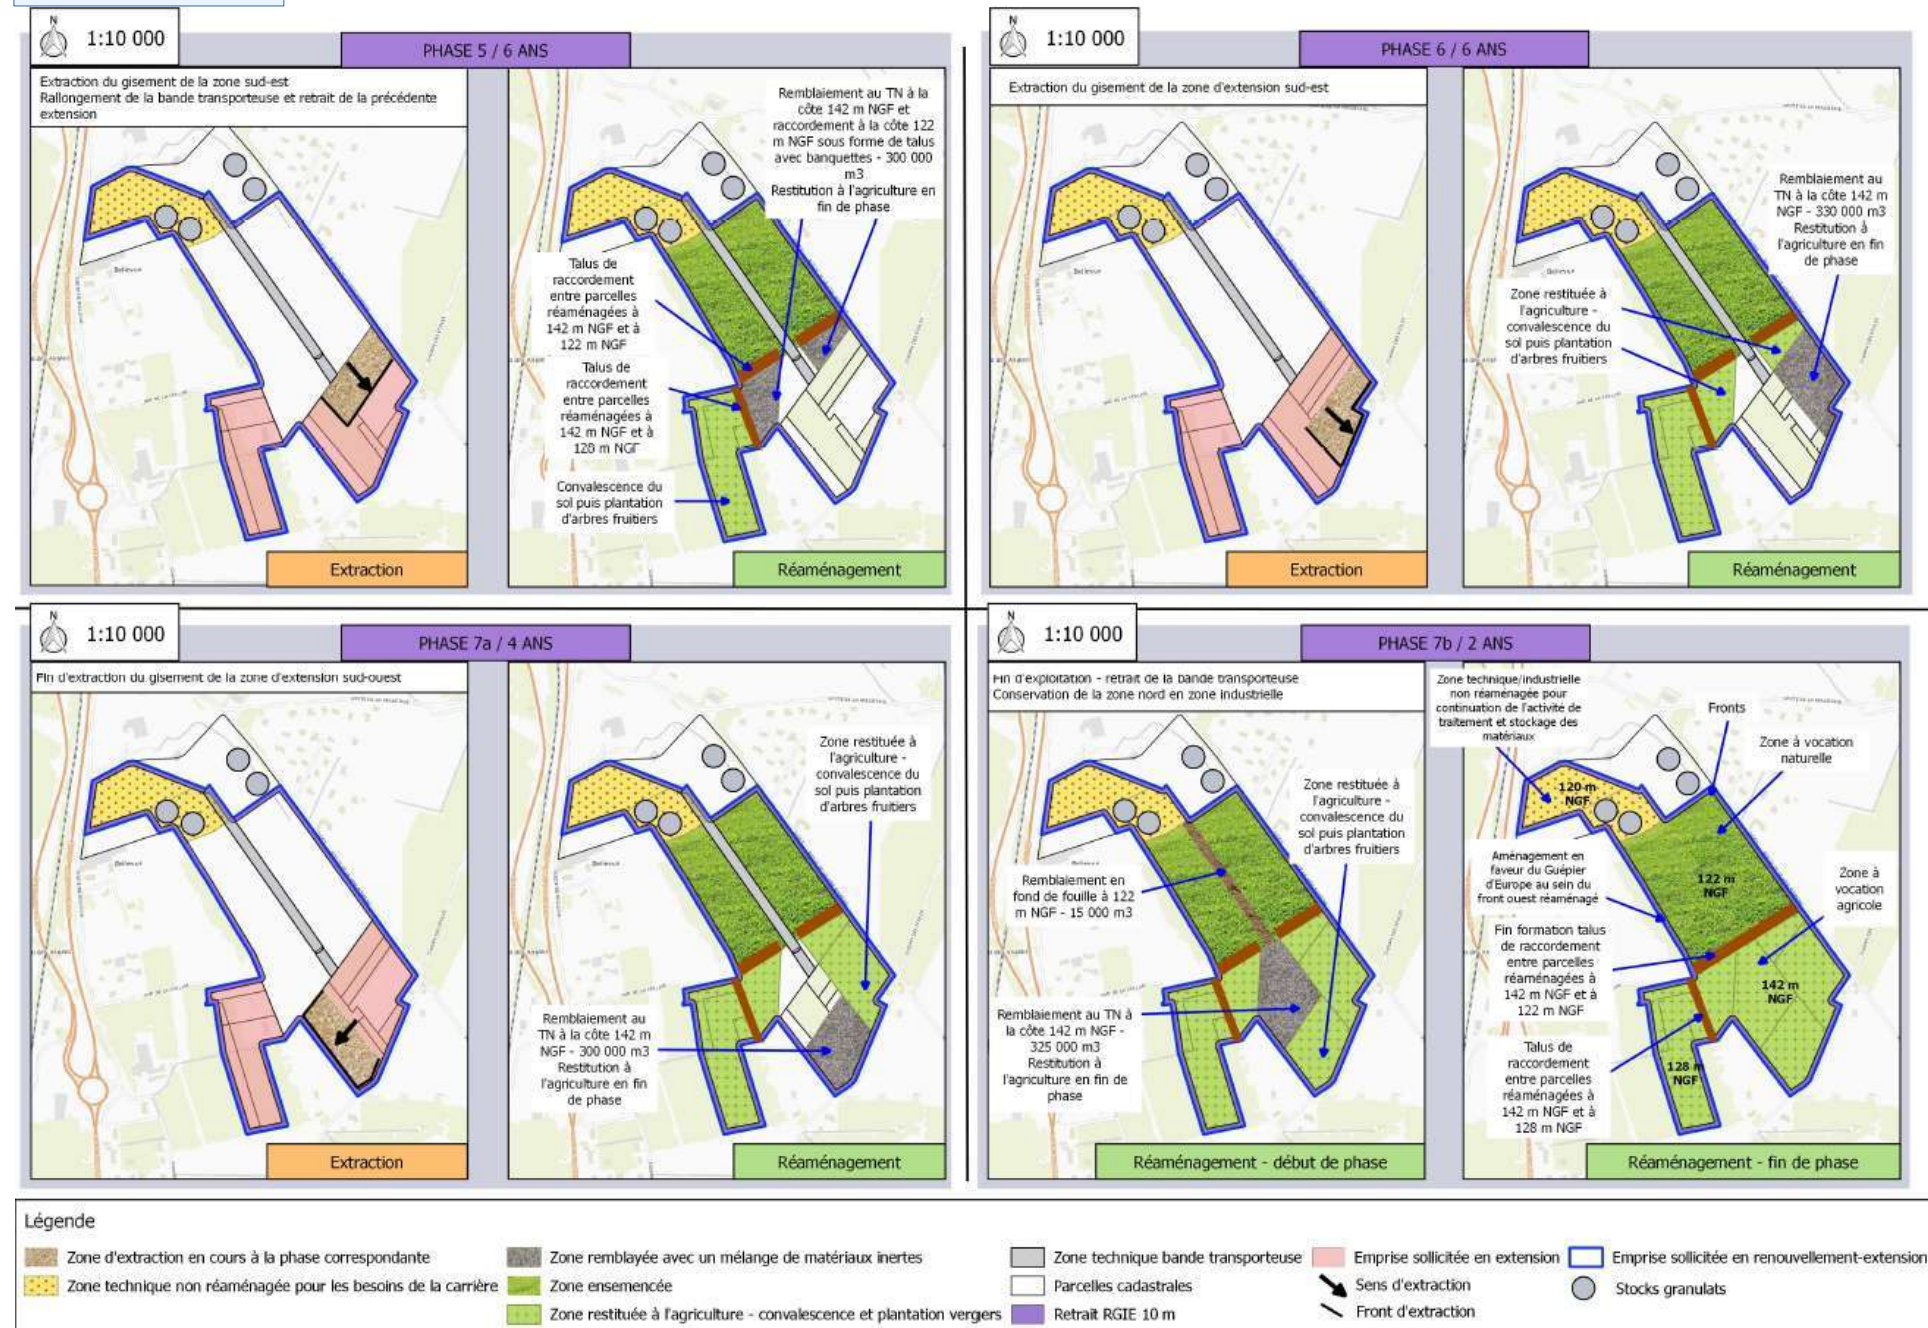 1:10 000
PHASE 5 / 6 ANS
Extraction du gisement de la zone sud-est
Rallongement de la bande transporteuse et retrait de la précédente
extension
Bellevue
Extraction
Remblaiement au TN à la
côte 142 m NGF et
raccordement à la côte 122
m NGF sous forme de talus
avec banquettes - 300 000
m3
Restitution à l'agriculture en
fin de phase
Talus de
raccordement
entre parcelles
réaménagées à
142 m NGF et à
122 m NGF
Talus de
raccordement
entre parcelles
réaménagées à
142 m NGF et à
128 m NGF
Convalescence du
sol puis plantation
d'arbres fruitiers
Réaménagement
1:10 000
PHASE 6 / 6 ANS
Extraction du gisement de la zone d'extension sud-est
Bellevue
Extraction
Remblaiement au
TN à la côte 142 m
NGF - 330 000 m3
Restitution à
l'agriculture en fin
de phase
Zone restituée à
l'agriculture -
convalescence du
sol puis plantation
d'arbres fruitiers
Bellevue
Réaménagement
1:10 000
PHASE 7a / 4 ANS
Fin d'extraction du gisement de la zone d'extension sud-ouest
Bellevue
Extraction
Zone restituée à
l'agriculture -
convalescence du
sol puis plantation
d'arbres fruitiers
Bellevue
Remblaiement au
TN à la côte 142 m
NGF - 300 000 m3
Restitution à
l'agriculture en fin
de phase
Réaménagement
1:10 000
PHASE 7b / 2 ANS
Fin d'exploitation - retrait de la bande transporteuse
Conservation de la zone nord en zone industrielle
Zone restituée à
l'agriculture -
convalescence du
sol puis plantation
d'arbres fruitiers
Remblaiement en
fond de fouille à 122
m NGF - 15 000 m3
Remblaiement au TN à
la côte 142 m NGF -
325 000 m3
Restitution à
l'agriculture en fin de
phase
Réaménagement - début de phase
Zone technique/industrielle
non réaménagée pour
continuation de l'activité de
traitement et stockage des
matériaux
Fronts
Zone à vocation
naturelle
120 m
NGF
Aménagement en
faveur du Guêpier
d'Europe au sein du
front ouest réaménagé
122 m
NGF
Zone à
vocation
agricole
Fin formation talus
de raccordement
entre parcelles
réaménagées à
142 m NGF et à
122 m NGF
142 m
NGF
Talus de
raccordement
entre parcelles
réaménagées à
142 m NGF et à
128 m NGF
128 m
NGF
Réaménagement - fin de phase
Légende
Zone d'extraction en cours à la phase correspondante
Zone technique non réaménagée pour les besoins de la carrière
Zone remblayée avec un mélange de matériaux inertes
Zone ensemencée
Zone restituée à l'agriculture - convalescence et plantation vergers
Zone technique bande transporteuse
Parcelles cadastrales
Retrait RGIE 10 m
Emprise sollicitée en extension
Sens d'extraction
Front d'extraction
Emprise sollicitée en renouvellement-extension
Stocks granulats